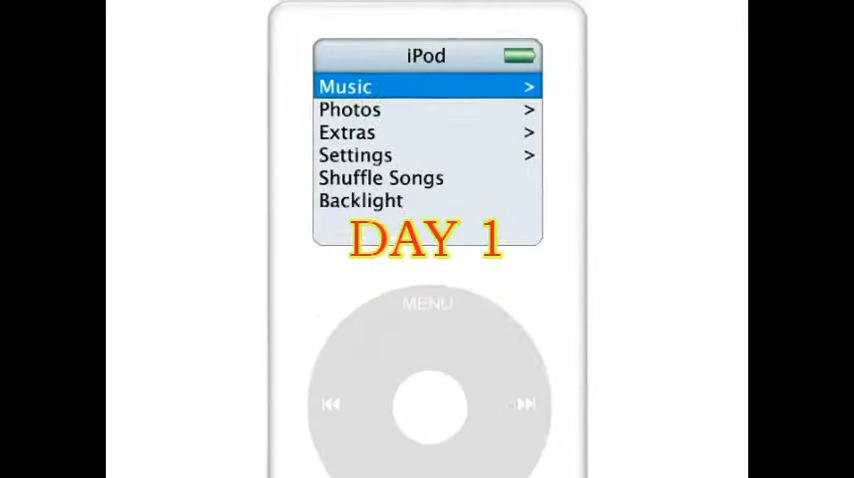 iPod
Music >
Photos >
Extras >
Settings >
Shuffle Songs
Backlight
DAY 1
MENU